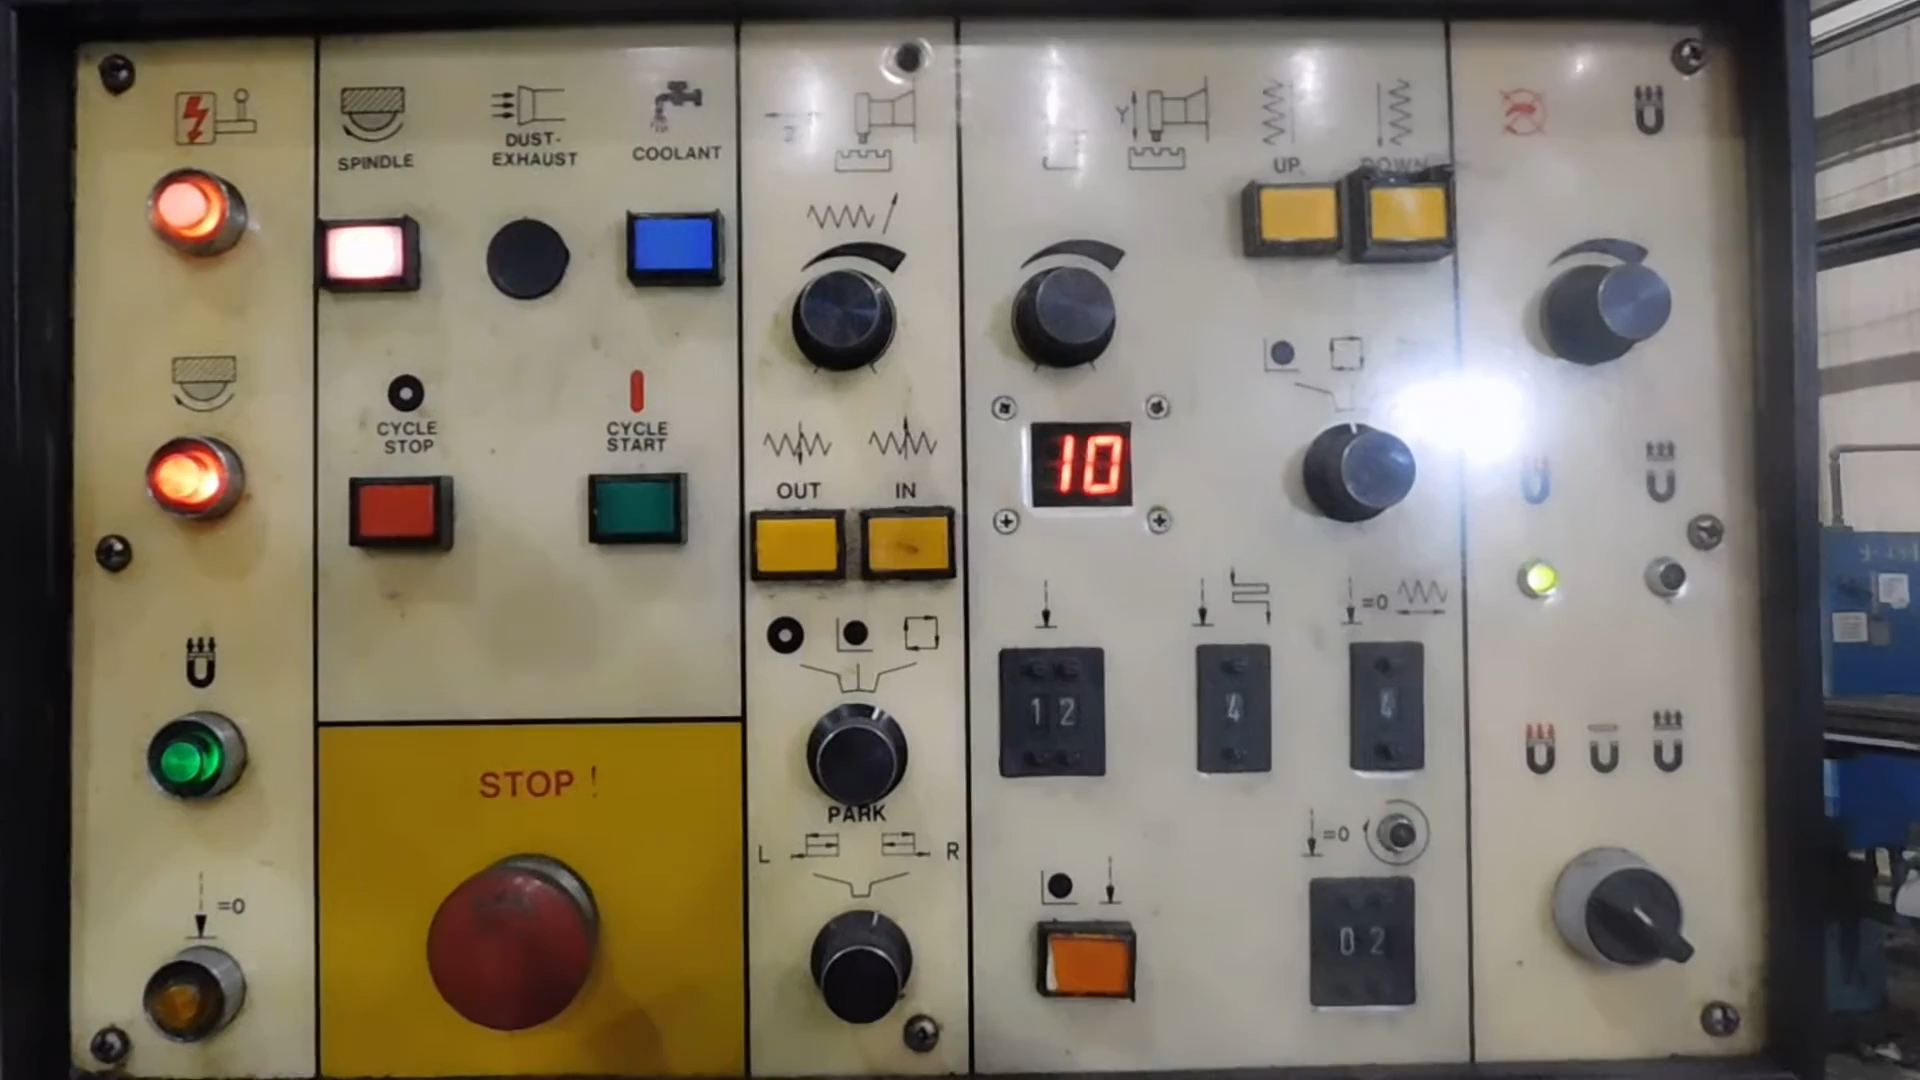 SPINDLE
DUST-
EXHAUST
COOLANT
Y
UP
DOWN
CYCLE
STOP
CYCLE
START
OUT
IN
10
=0
12
4
4
STOP !
PARK
L
R
=0
=0
02